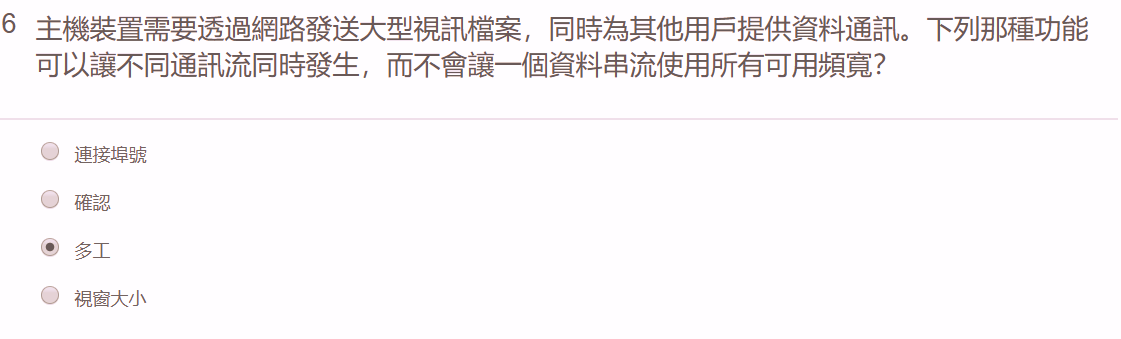 6 主機裝置需要透過網路發送大型視訊檔案，同時為其他用戶提供資料通訊。下列那種功能
可以讓不同通訊流同時發生，而不會讓一個資料串流使用所有可用頻寬？
連接埠號
確認
多工
視窗大小